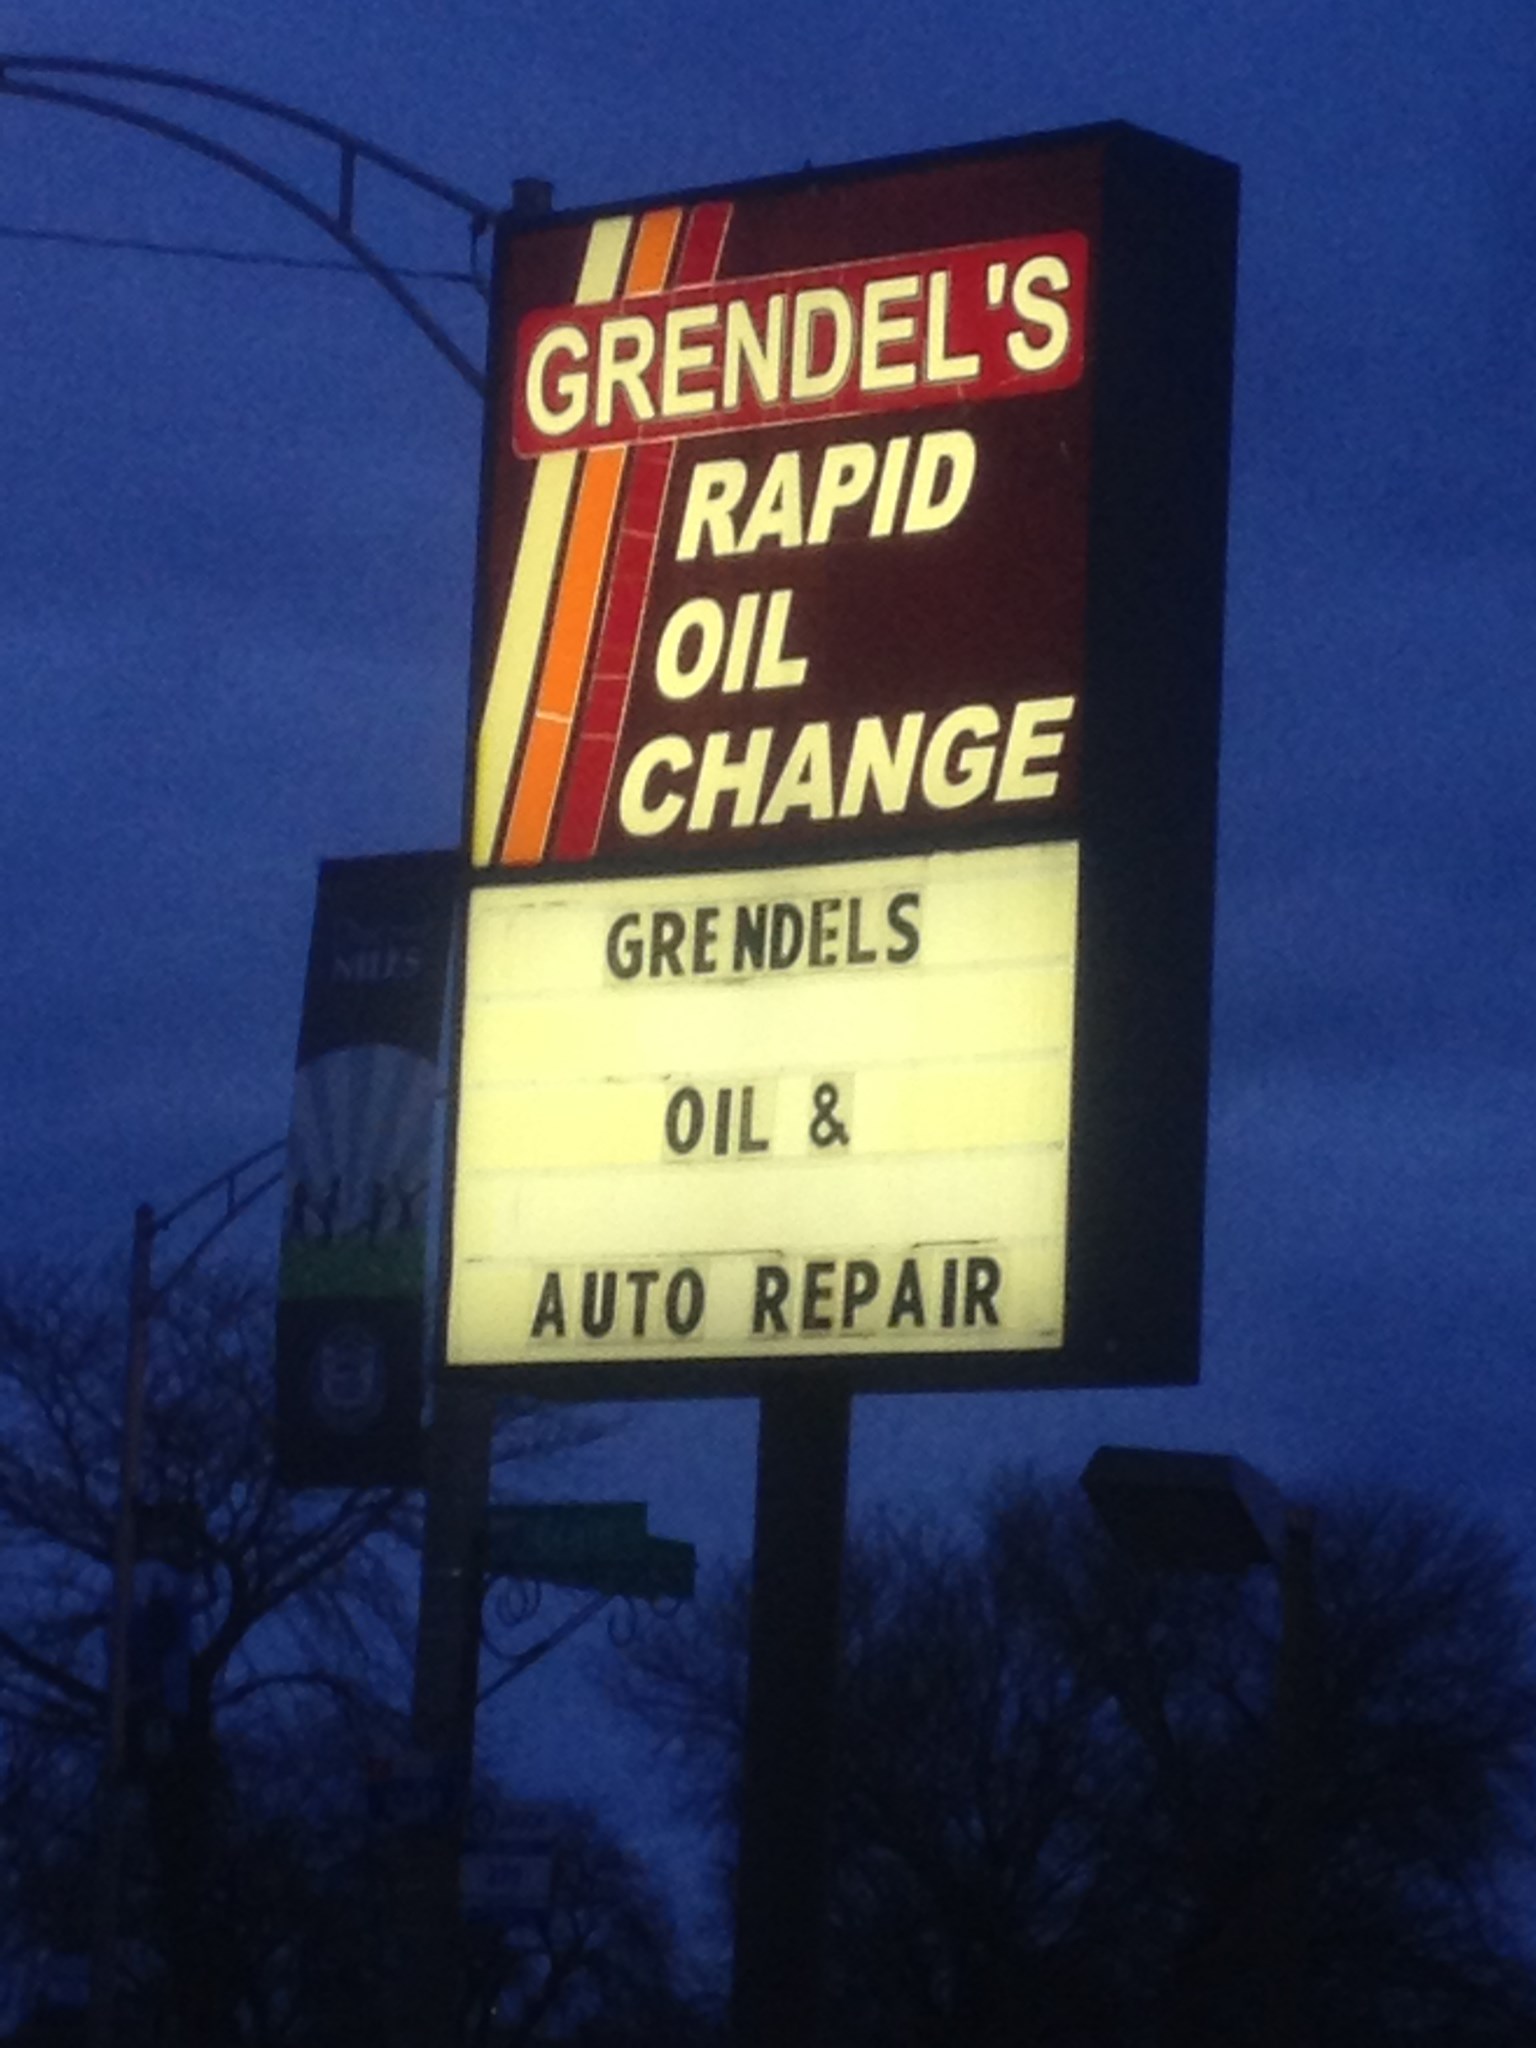 GRENDEL'S
RAPID
OIL
CHANGE
GRENDELS
OIL &
AUTO REPAIR